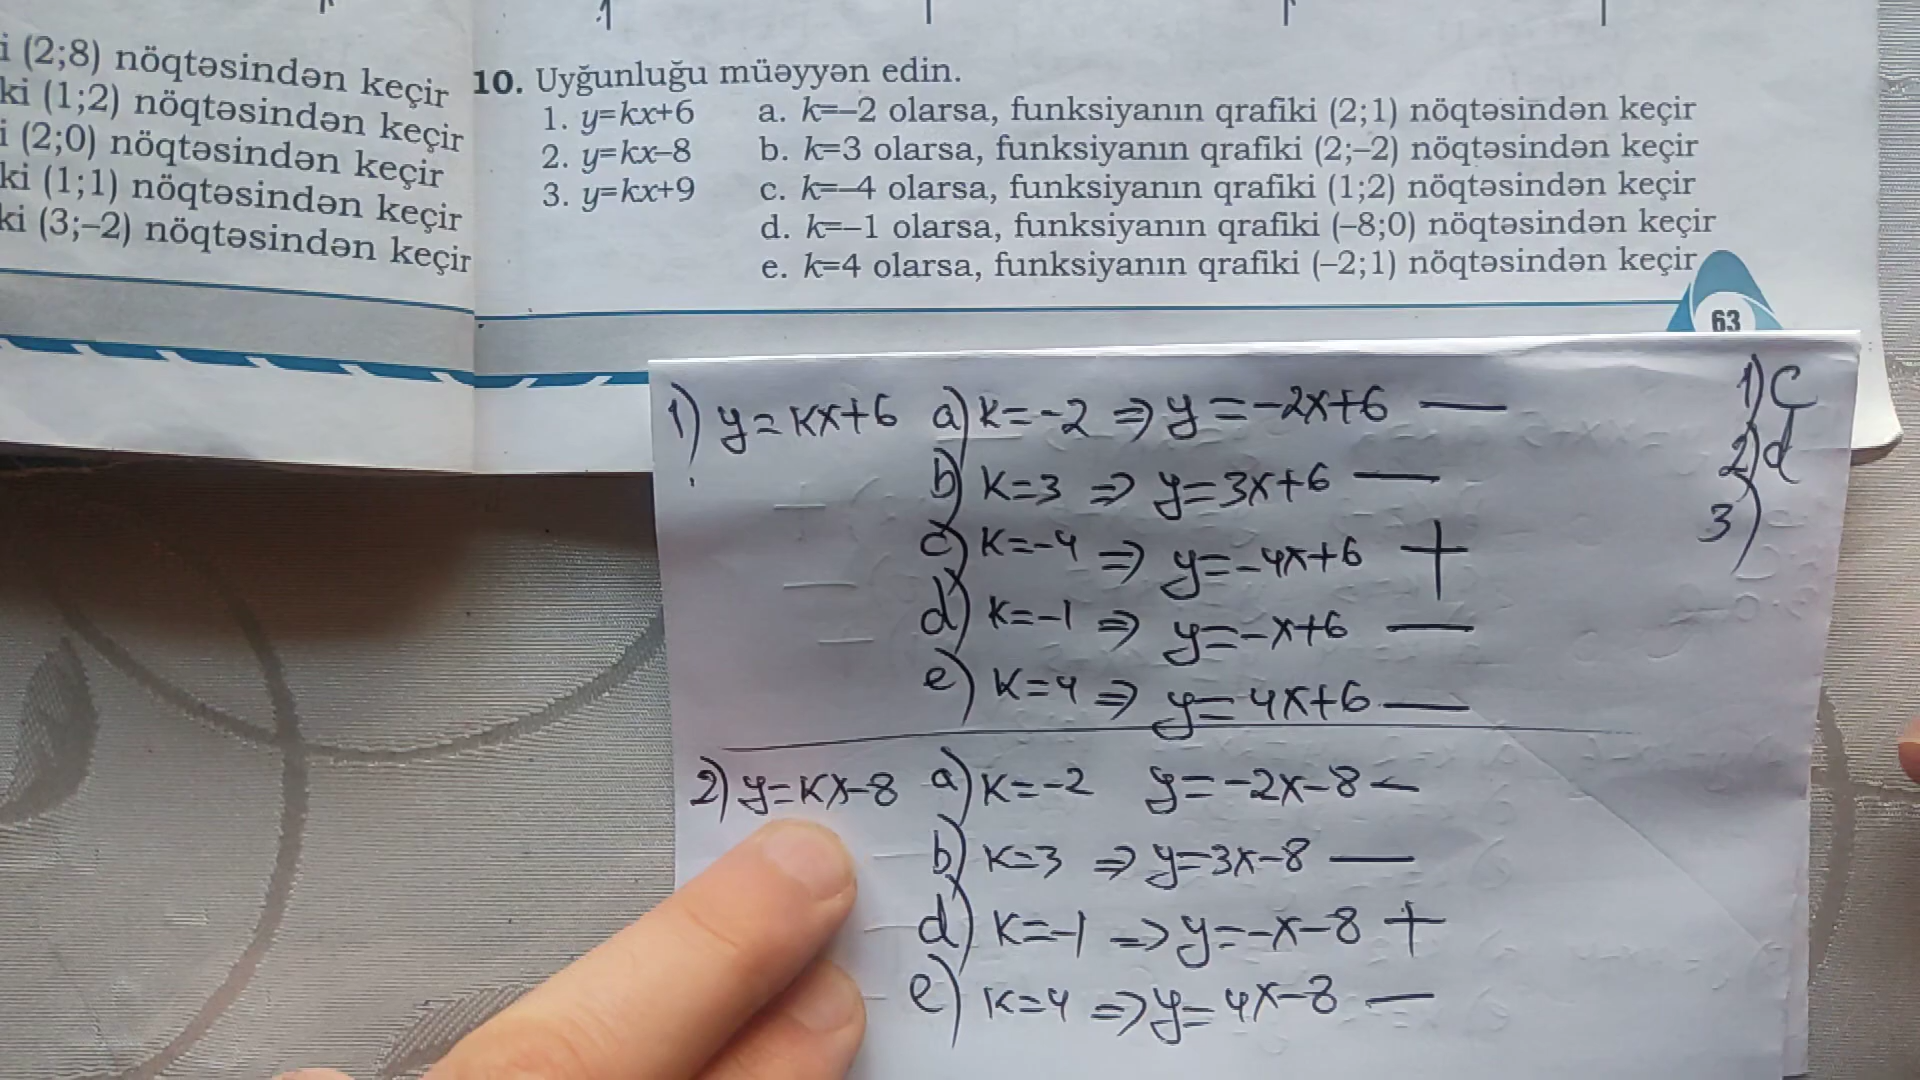 i (2;8) nöqtəsindən keçir
ki (1;2) nöqtəsindən keçir
i (2;0) nöqtəsindən keçir
ki (1;1) nöqtəsindən keçir
ki (3;–2) nöqtəsindən keçir
10. Uyğunluğu müəyyən edin.
1. y=kx+6
2. y=kx–8
3. y=kx+9
a. k=–2 olarsa, funksiyanın qrafiki (2;1) nöqtəsindən keçir
b. k=3 olarsa, funksiyanın qrafiki (2;–2) nöqtəsindən keçir
c. k=–4 olarsa, funksiyanın qrafiki (1;2) nöqtəsindən keçir
d. k=–1 olarsa, funksiyanın qrafiki (–8;0) nöqtəsindən keçir
e. k=4 olarsa, funksiyanın qrafiki (–2;1) nöqtəsindən keçir
63
1) y=kx+6 a) k=-2 ⇒ y=-2x+6 —
b) k=3 ⇒ y=3x+6 —
c) k=-4 ⇒ y=-4x+6 +
d) k=-1 ⇒ y=-x+6 —
e) k=4 ⇒ y=4x+6 —
1) c
2) d
3)
2) y=kx-8 a) k=-2 y=-2x-8 —
b) k=3 ⇒ y=3x-8 —
d) k=-1 ⇒ y=-x-8 +
e) k=4 ⇒ y=4x-8 —